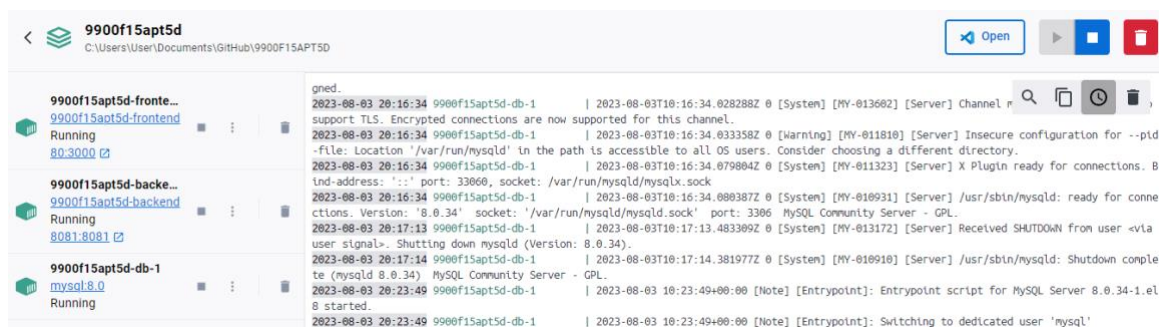 9900f15apt5d
C:\Users\User\Documents\GitHub\9900F15APT5D
Open
9900f15apt5d-fronte...
9900f15apt5d-frontend
Running
80:3000
9900f15apt5d-backe...
9900f15apt5d-backend
Running
8081:8081
9900f15apt5d-db-1
mysql:8.0
Running
gned.
2023-08-03 20:16:34 9900f15apt5d-db-1 | 2023-08-03T10:16:34.028288Z 0 [System] [MY-013602] [Server] Channel
support TLS. Encrypted connections are now supported for this channel.
2023-08-03 20:16:34 9900f15apt5d-db-1 | 2023-08-03T10:16:34.033358Z 0 [Warning] [MY-011810] [Server] Insecure configuration for --pid
-file: Location '/var/run/mysqld' in the path is accessible to all OS users. Consider choosing a different directory.
2023-08-03 20:16:34 9900f15apt5d-db-1 | 2023-08-03T10:16:34.079804Z 0 [System] [MY-011323] [Server] X Plugin ready for connections. B
ind-address: '::' port: 33060, socket: /var/run/mysqld/mysqlx.sock
2023-08-03 20:16:34 9900f15apt5d-db-1 | 2023-08-03T10:16:34.080387Z 0 [System] [MY-010931] [Server] /usr/sbin/mysqld: ready for conne
ctions. Version: '8.0.34' socket: '/var/run/mysqld/mysqld.sock' port: 3306 MySQL Community Server - GPL.
2023-08-03 20:17:13 9900f15apt5d-db-1 | 2023-08-03T10:17:13.483309Z 0 [System] [MY-013172] [Server] Received SHUTDOWN from user <via
user signal>. Shutting down mysqld (Version: 8.0.34).
2023-08-03 20:17:14 9900f15apt5d-db-1 | 2023-08-03T10:17:14.381977Z 0 [System] [MY-010910] [Server] /usr/sbin/mysqld: Shutdown comple
te (mysqld 8.0.34) MySQL Community Server - GPL.
2023-08-03 20:23:49 9900f15apt5d-db-1 | 2023-08-03 10:23:49+00:00 [Note] [Entrypoint]: Entrypoint script for MySQL Server 8.0.34-1.el
8 started.
2023-08-03 20:23:49 9900f15apt5d-db-1 | 2023-08-03 10:23:49+00:00 [Note] [Entrypoint]: Switching to dedicated user 'mysql'